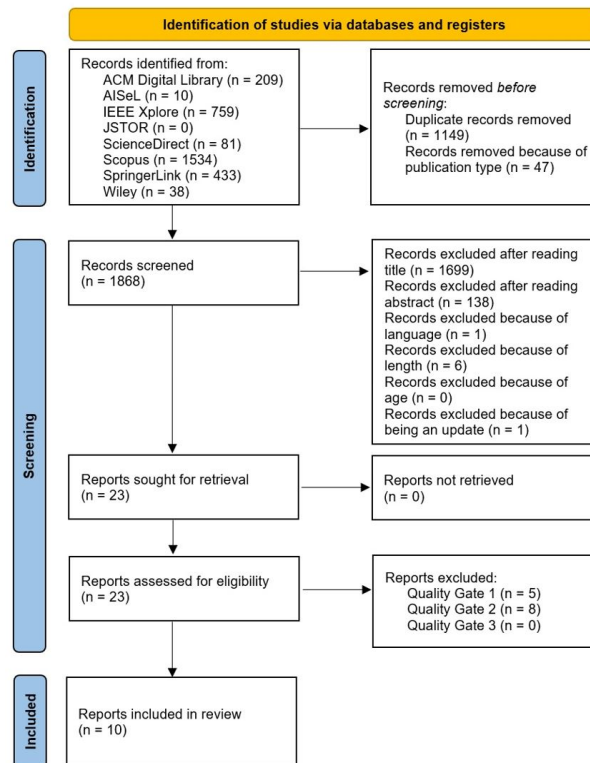 Identification of studies via databases and registers
Identification
Records identified from:
ACM Digital Library (n = 209)
AISeL (n = 10)
IEEE Xplore (n = 759)
JSTOR (n = 0)
ScienceDirect (n = 81)
Scopus (n = 1534)
SpringerLink (n = 433)
Wiley (n = 38)
Records removed before
screening:
Duplicate records removed
(n = 1149)
Records removed because of
publication type (n = 47)
Screening
Records screened
(n = 1868)
Records excluded after reading
title (n = 1699)
Records excluded after reading
abstract (n = 138)
Records excluded because of
language (n = 1)
Records excluded because of
length (n = 6)
Records excluded because of
age (n = 0)
Records excluded because of
being an update (n = 1)
Reports sought for retrieval
(n = 23)
Reports not retrieved
(n = 0)
Reports assessed for eligibility
(n = 23)
Reports excluded:
Quality Gate 1 (n = 5)
Quality Gate 2 (n = 8)
Quality Gate 3 (n = 0)
Included
Reports included in review
(n = 10)